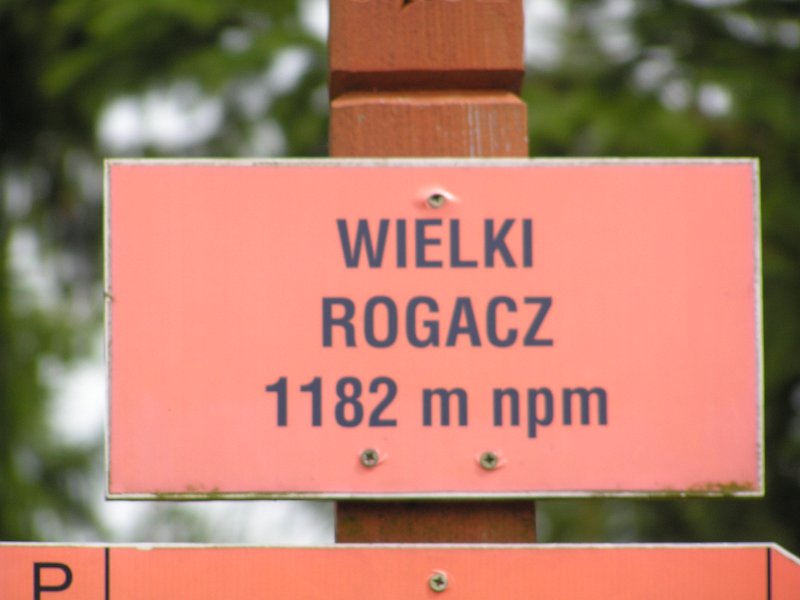 WIELKI
ROGACZ
1182 m npm
P